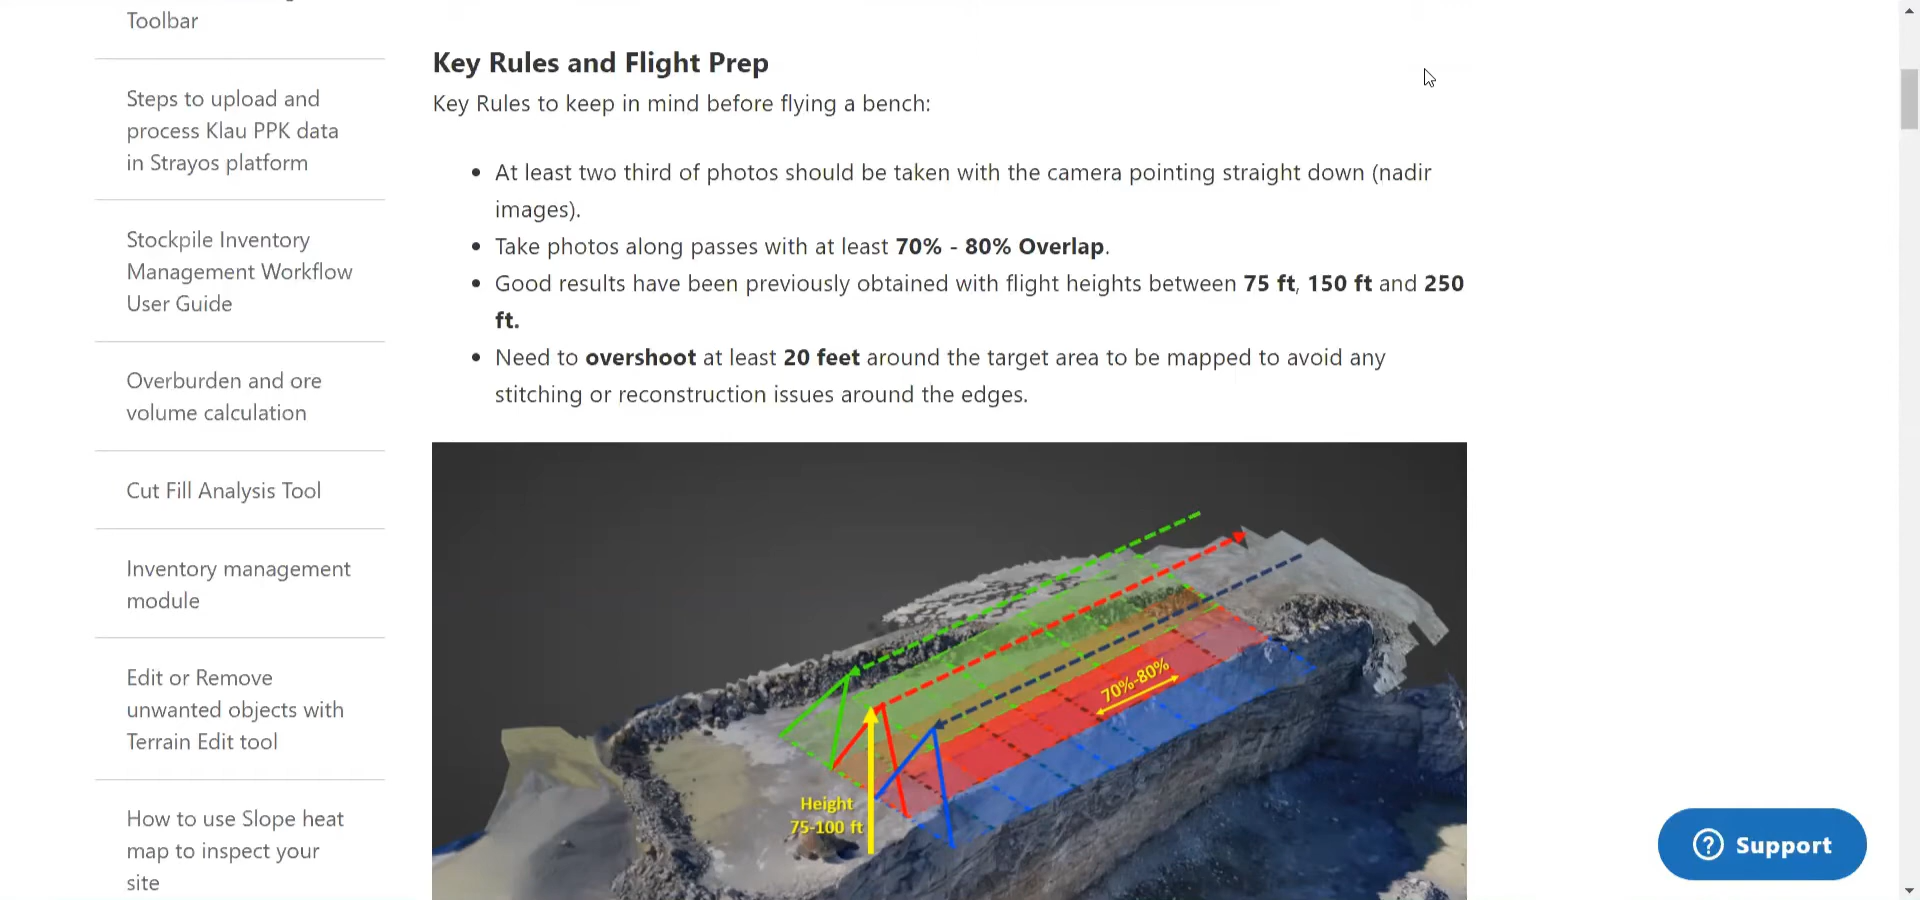 Toolbar
Steps to upload and
process Klau PPK data
in Strayos platform
Stockpile Inventory
Management Workflow
User Guide
Overburden and ore
volume calculation
Cut Fill Analysis Tool
Inventory management
module
Edit or Remove
unwanted objects with
Terrain Edit tool
How to use Slope heat
map to inspect your
site
Key Rules and Flight Prep
Key Rules to keep in mind before flying a bench:
• At least two third of photos should be taken with the camera pointing straight down (nadir
images).
• Take photos along passes with at least 70% - 80% Overlap.
• Good results have been previously obtained with flight heights between 75 ft, 150 ft and 250
ft.
• Need to overshoot at least 20 feet around the target area to be mapped to avoid any
stitching or reconstruction issues around the edges.
70%-80%
Height
75-100 ft
Support